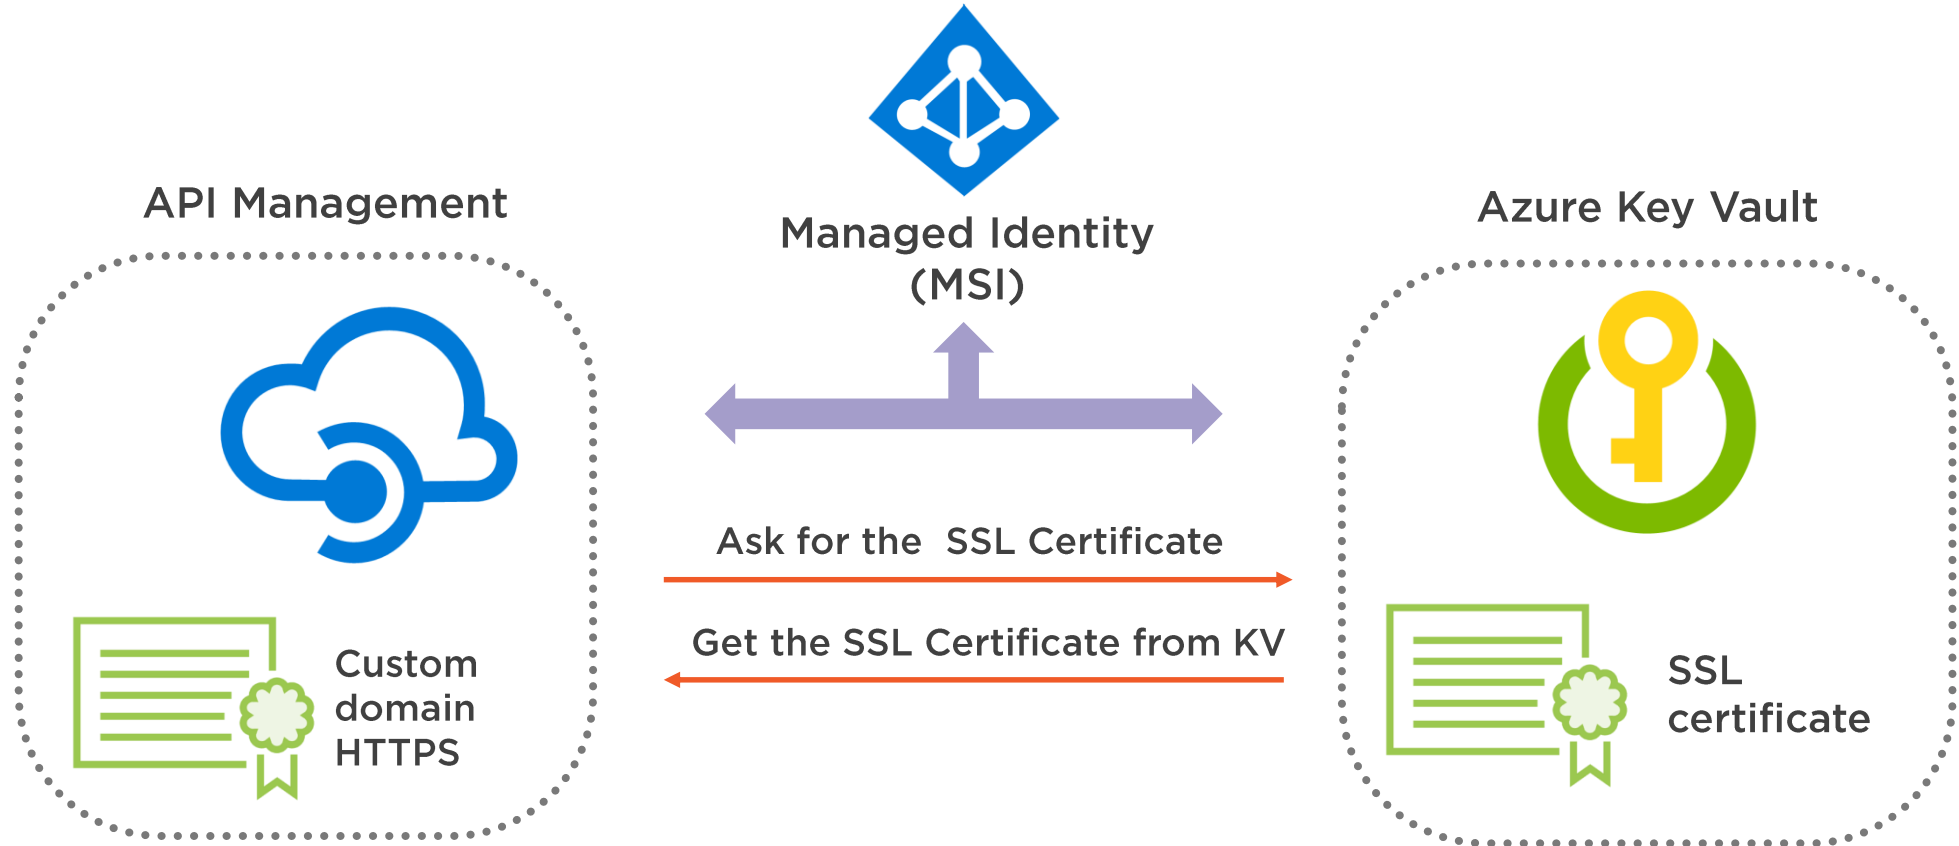 API Management
Managed Identity
(MSI)
Azure Key Vault
Ask for the  SSL Certificate
Get the SSL Certificate from KV
Custom
domain
HTTPS
SSL
certificate